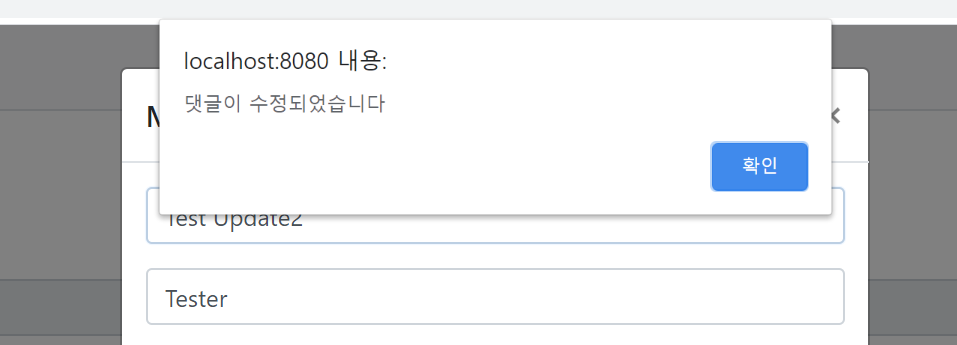 localhost:8080 내용:
댓글이 수정되었습니다
확인
Test Update2
Tester